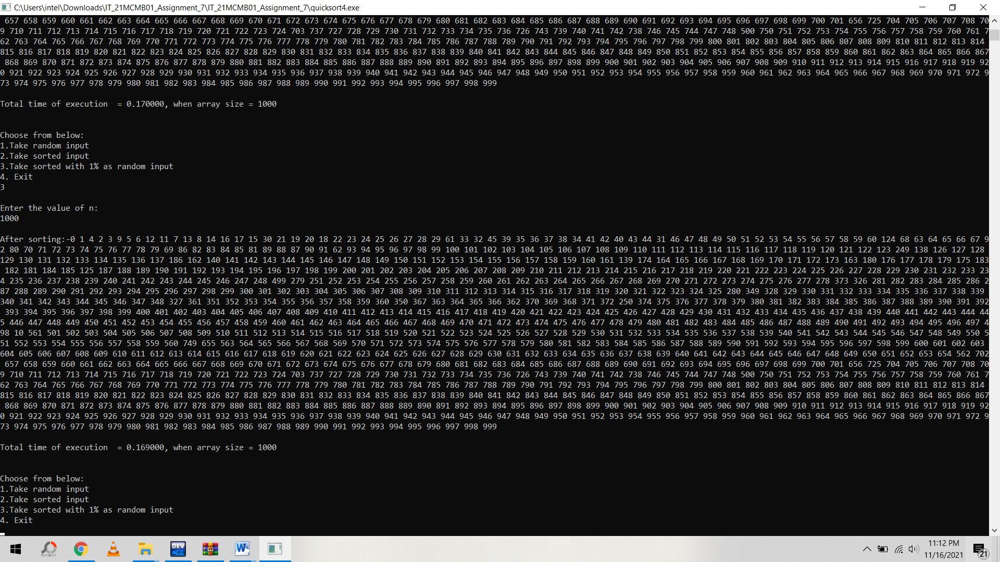 C:\Users\intel\Downloads\IT_21MCMB01_Assignment_7\IT_21MCMB01_Assignment_7\quicksort4.exe
 657 658 659 660 661 662 663 664 665 666 667 668 669 670 671 672 673 674 675 676 677 678 679 680 681 682 683 684 685 686 687 688 689 690 691 692 693 694 695 696 697 698 699 700 701 656 725 704 705 706 707 708 70
9 710 711 712 713 714 715 716 717 718 719 720 721 722 723 724 703 737 727 728 729 730 731 732 733 734 735 736 726 743 739 740 741 742 738 746 745 744 747 748 500 750 751 752 753 754 755 756 757 758 759 760 761 7
62 763 764 765 766 767 768 769 770 771 772 773 774 775 776 777 778 779 780 781 782 783 784 785 786 787 788 789 790 791 792 793 794 795 796 797 798 799 800 801 802 803 804 805 806 807 808 809 810 811 812 813 814
815 816 817 818 819 820 821 822 823 824 825 826 827 828 829 830 831 832 833 834 835 836 837 838 839 840 841 842 843 844 845 846 847 848 849 850 851 852 853 854 855 856 857 858 859 860 861 862 863 864 865 866 867
 868 869 870 871 872 873 874 875 876 877 878 879 880 881 882 883 884 885 886 887 888 889 890 891 892 893 894 895 896 897 898 899 900 901 902 903 904 905 906 907 908 909 910 911 912 913 914 915 916 917 918 919 92
0 921 922 923 924 925 926 927 928 929 930 931 932 933 934 935 936 937 938 939 940 941 942 943 944 945 946 947 948 949 950 951 952 953 954 955 956 957 958 959 960 961 962 963 964 965 966 967 968 969 970 971 972 9
73 974 975 976 977 978 979 980 981 982 983 984 985 986 987 988 989 990 991 992 993 994 995 996 997 998 999
Total time of execution  = 0.170000, when array size = 1000
Choose from below:
1.Take random input
2.Take sorted input
3.Take sorted with 1% as random input
4. Exit
3
Enter the value of n:
1000
After sorting:-0 1 4 2 3 9 5 6 12 11 7 13 8 14 16 17 15 30 21 19 20 18 22 23 24 25 26 27 28 29 61 33 32 45 39 35 36 37 38 34 41 42 40 43 44 31 46 47 48 49 50 51 52 53 54 55 56 57 58 59 60 124 68 63 64 65 66 67 9
2 80 70 71 72 73 74 75 76 77 78 79 69 86 82 83 84 85 81 89 88 87 90 91 62 93 94 95 96 97 98 99 100 101 102 103 104 105 106 107 108 109 110 111 112 113 114 115 116 117 118 119 120 121 122 123 249 138 126 127 128
129 130 131 132 133 134 135 136 137 186 162 140 141 142 143 144 145 146 147 148 149 150 151 152 153 154 155 156 157 158 159 160 161 139 174 164 165 166 167 168 169 170 171 172 173 163 180 176 177 178 179 175 183
 182 181 184 185 125 187 188 189 190 191 192 193 194 195 196 197 198 199 200 201 202 203 204 205 206 207 208 209 210 211 212 213 214 215 216 217 218 219 220 221 222 223 224 225 226 227 228 229 230 231 232 233 23
4 235 236 237 238 239 240 241 242 243 244 245 246 247 248 499 279 251 252 253 254 255 256 257 258 259 260 261 262 263 264 265 266 267 268 269 270 271 272 273 274 275 276 277 278 373 326 281 282 283 284 285 286 2
87 288 289 290 291 292 293 294 295 296 297 298 299 300 301 302 303 304 305 306 307 308 309 310 311 312 313 314 315 316 317 318 319 320 321 322 323 324 325 280 349 328 329 330 331 332 333 334 335 336 337 338 339
340 341 342 343 344 345 346 347 348 327 361 351 352 353 354 355 356 357 358 359 360 350 367 363 364 365 366 362 370 369 368 371 372 250 374 375 376 377 378 379 380 381 382 383 384 385 386 387 388 389 390 391 392
 393 394 395 396 397 398 399 400 401 402 403 404 405 406 407 408 409 410 411 412 413 414 415 416 417 418 419 420 421 422 423 424 425 426 427 428 429 430 431 432 433 434 435 436 437 438 439 440 441 442 443 444 44
5 446 447 448 449 450 451 452 453 454 455 456 457 458 459 460 461 462 463 464 465 466 467 468 469 470 471 472 473 474 475 476 477 478 479 480 481 482 483 484 485 486 487 488 489 490 491 492 493 494 495 496 497 4
98 10 561 501 502 503 504 505 506 507 508 509 510 511 512 513 514 515 516 517 518 519 520 521 522 523 524 525 526 527 528 529 530 531 532 533 534 535 536 537 538 539 540 541 542 543 544 545 546 547 548 549 550 5
51 552 553 554 555 556 557 558 559 560 749 655 563 564 565 566 567 568 569 570 571 572 573 574 575 576 577 578 579 580 581 582 583 584 585 586 587 588 589 590 591 592 593 594 595 596 597 598 599 600 601 602 603
604 605 606 607 608 609 610 611 612 613 614 615 616 617 618 619 620 621 622 623 624 625 626 627 628 629 630 631 632 633 634 635 636 637 638 639 640 641 642 643 644 645 646 647 648 649 650 651 652 653 654 562 702
 657 658 659 660 661 662 663 664 665 666 667 668 669 670 671 672 673 674 675 676 677 678 679 680 681 682 683 684 685 686 687 688 689 690 691 692 693 694 695 696 697 698 699 700 701 656 725 704 705 706 707 708 70
9 710 711 712 713 714 715 716 717 718 719 720 721 722 723 724 703 737 727 728 729 730 731 732 733 734 735 736 726 743 739 740 741 742 738 746 745 744 747 748 500 750 751 752 753 754 755 756 757 758 759 760 761 7
62 763 764 765 766 767 768 769 770 771 772 773 774 775 776 777 778 779 780 781 782 783 784 785 786 787 788 789 790 791 792 793 794 795 796 797 798 799 800 801 802 803 804 805 806 807 808 809 810 811 812 813 814
815 816 817 818 819 820 821 822 823 824 825 826 827 828 829 830 831 832 833 834 835 836 837 838 839 840 841 842 843 844 845 846 847 848 849 850 851 852 853 854 855 856 857 858 859 860 861 862 863 864 865 866 867
 868 869 870 871 872 873 874 875 876 877 878 879 880 881 882 883 884 885 886 887 888 889 890 891 892 893 894 895 896 897 898 899 900 901 902 903 904 905 906 907 908 909 910 911 912 913 914 915 916 917 918 919 92
0 921 922 923 924 925 926 927 928 929 930 931 932 933 934 935 936 937 938 939 940 941 942 943 944 945 946 947 948 949 950 951 952 953 954 955 956 957 958 959 960 961 962 963 964 965 966 967 968 969 970 971 972 9
73 974 975 976 977 978 979 980 981 982 983 984 985 986 987 988 989 990 991 992 993 994 995 996 997 998 999
Total time of execution  = 0.169000, when array size = 1000
Choose from below:
1.Take random input
2.Take sorted input
3.Take sorted with 1% as random input
4. Exit
DEV
C++
W
11:12 PM
11/16/2021
21